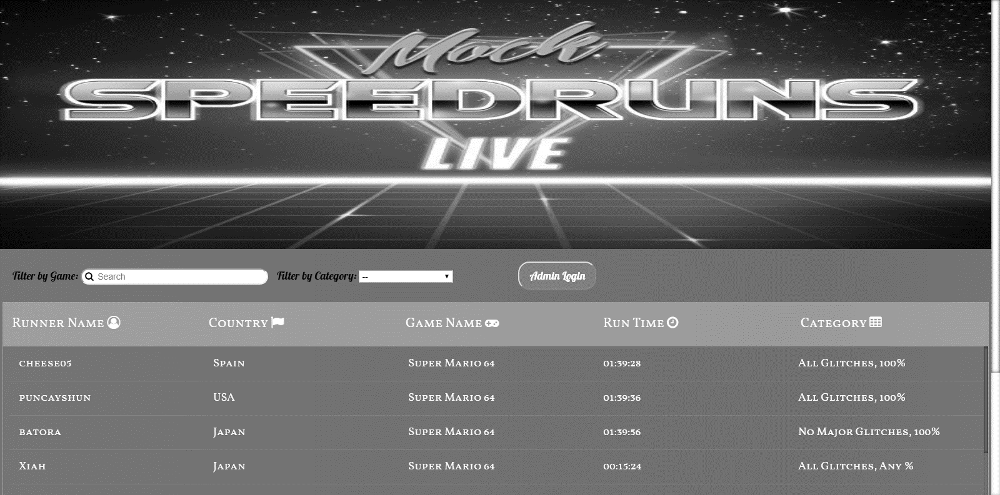 Mock
SPEEDRUNS
LIVE
Filter by Game: Search Filter by Category: -- Admin Login
Runner Name Country Game Name Run Time Category
cheese05 Spain Super Mario 64 01:39:28 All Glitches, 100%
puncayshun USA Super Mario 64 01:39:36 All Glitches, 100%
batora Japan Super Mario 64 01:39:56 No Major Glitches, 100%
Xiah Japan Super Mario 64 00:15:24 All Glitches, Any %